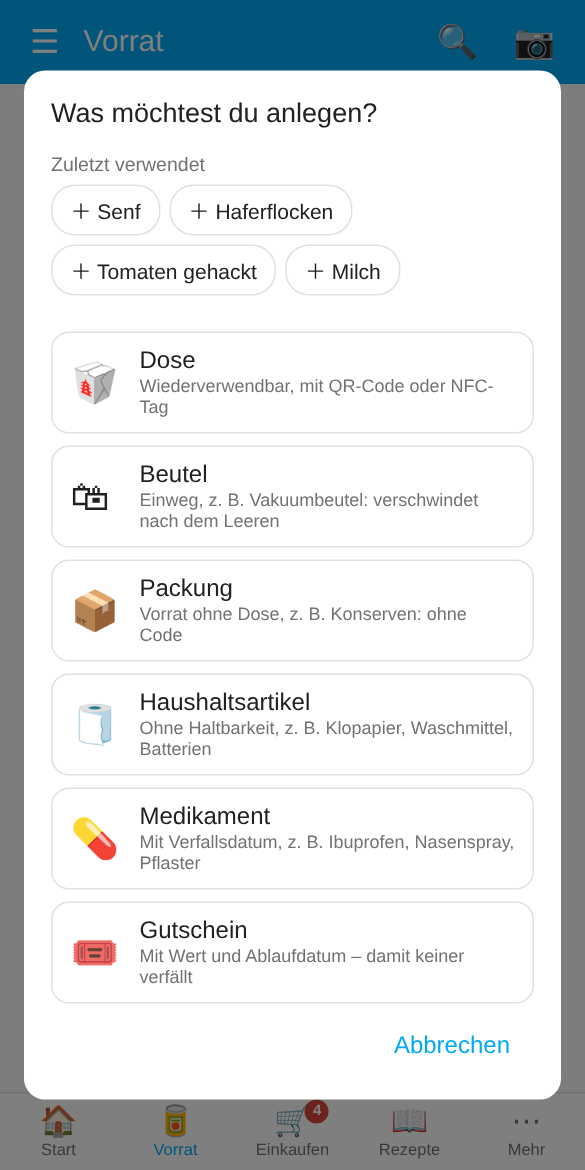 ☰ Vorrat
Was möchtest du anlegen?
Zuletzt verwendet
+ Senf
+ Haferflocken
+ Tomaten gehackt
+ Milch
Dose
Wiederverwendbar, mit QR-Code oder NFC-
Tag
Beutel
Einweg, z. B. Vakuumbeutel: verschwindet
nach dem Leeren
Packung
Vorrat ohne Dose, z. B. Konserven: ohne
Code
Haushaltsartikel
Ohne Haltbarkeit, z. B. Klopapier, Waschmittel,
Batterien
Medikament
Mit Verfallsdatum, z. B. Ibuprofen, Nasenspray,
Pflaster
Gutschein
Mit Wert und Ablaufdatum – damit keiner
verfällt
Abbrechen
4
Start
Vorrat
Einkaufen
Rezepte
Mehr